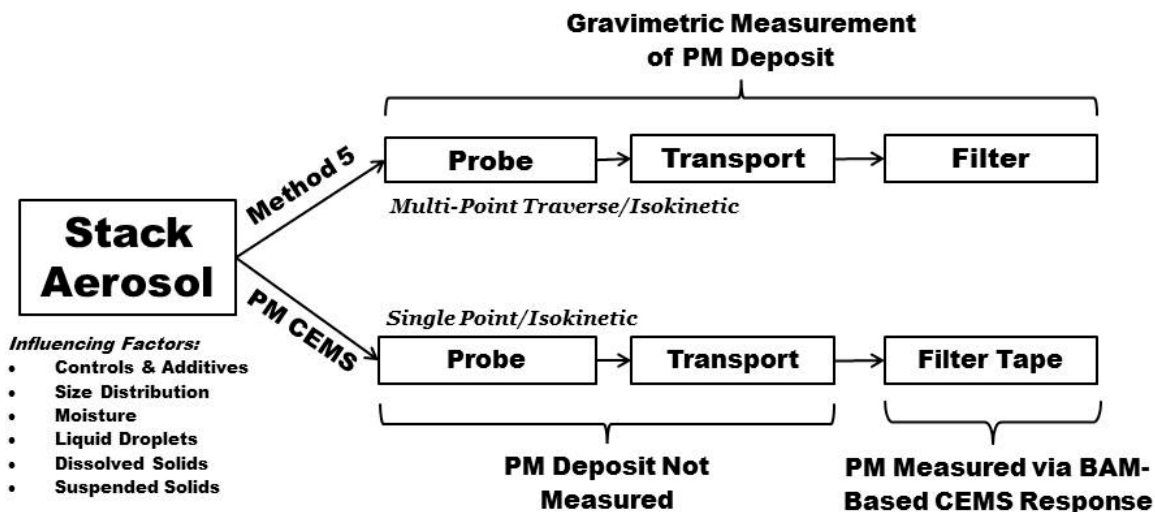 Gravimetric Measurement
of PM Deposit
Method 5
Probe
Transport
Filter
Multi-Point Traverse/Isokinetic
Stack
Aerosol
PM CEMS
Single Point/Isokinetic
Probe
Transport
Filter Tape
Influencing Factors:
• Controls & Additives
• Size Distribution
• Moisture
• Liquid Droplets
• Dissolved Solids
• Suspended Solids
PM Deposit Not
Measured
PM Measured via BAM-
Based CEMS Response